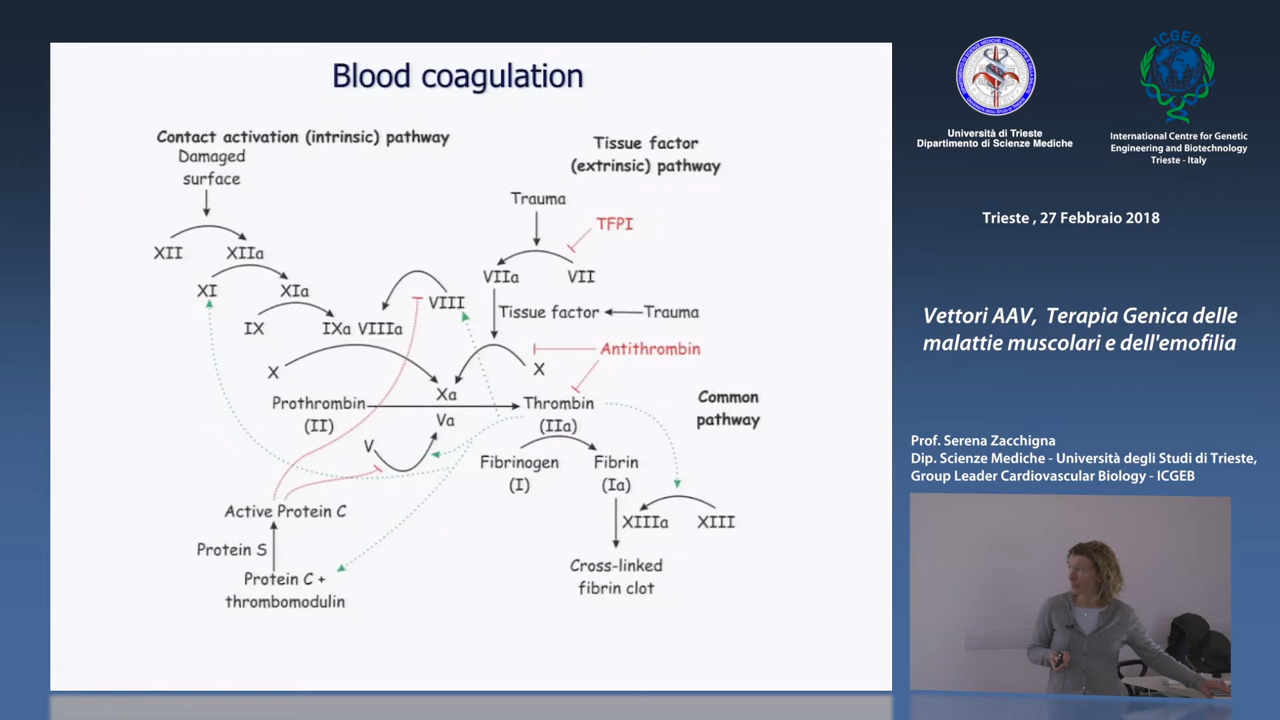 Blood coagulation
Contact activation (intrinsic) pathway
Damaged
surface
XII
XIIa
XI
XIa
IX
IXa VIIIa
VIII
X
Xa
Prothrombin
(II)
Va
V
Active Protein C
Protein S
Protein C +
thrombomodulin
Tissue factor
(extrinsic) pathway
Trauma
TFPI
VIIa
VII
Tissue factor
Trauma
Antithrombin
X
Thrombin
(IIa)
Common
pathway
Fibrinogen
(I)
Fibrin
(Ia)
XIIIa
XIII
Cross-linked
fibrin clot
Università di Trieste
Dipartimento di Scienze Mediche
ICGEB
International Centre for Genetic
Engineering and Biotechnology
Trieste - Italy
Trieste , 27 Febbraio 2018
Vettori AAV, Terapia Genica delle
malattie muscolari e dell'emofilia
Prof. Serena Zacchigna
Dip. Scienze Mediche - Università degli Studi di Trieste,
Group Leader Cardiovascular Biology - ICGEB